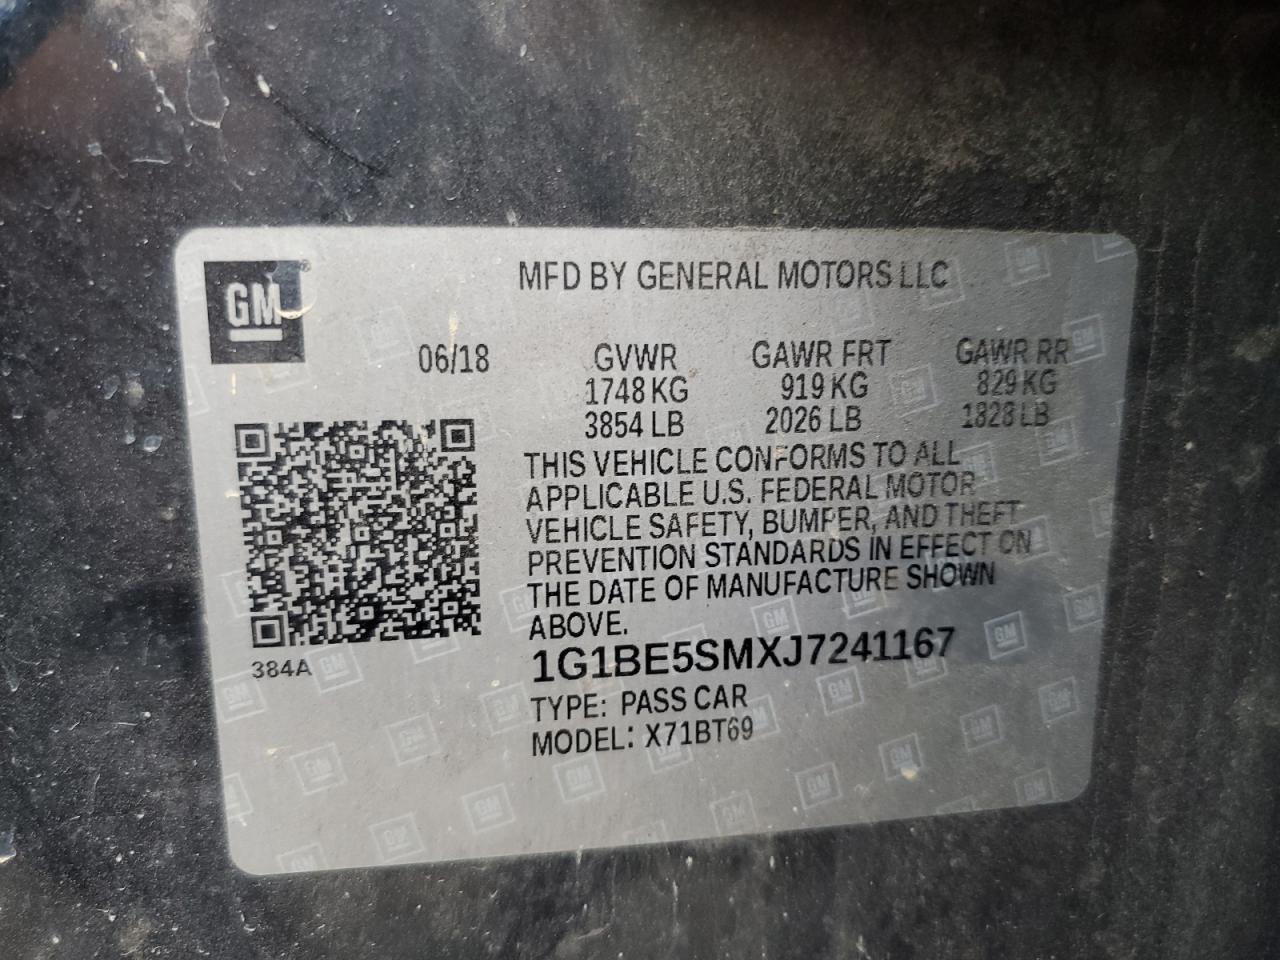 MFD BY GENERAL MOTORS LLC
GM
06/18 GVWR GAWR FRT GAWR RR
1748 KG 919 KG 829 KG
3854 LB 2026 LB 1828 LB
THIS VEHICLE CONFORMS TO ALL
APPLICABLE U.S. FEDERAL MOTOR
VEHICLE SAFETY, BUMPER, AND THEFT
PREVENTION STANDARDS IN EFFECT ON
THE DATE OF MANUFACTURE SHOWN
ABOVE.
384A
1G1BE5SMXJ7241167
TYPE: PASS CAR
MODEL: X71BT69